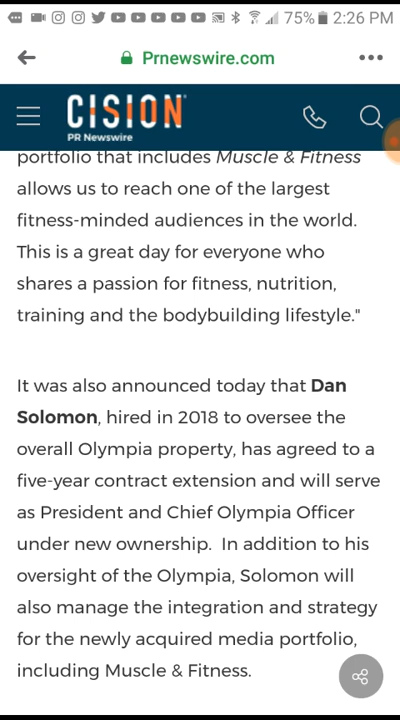 75% 2:26 PM
Prnewswire.com
CISION
PR Newswire
portfolio that includes Muscle & Fitness
allows us to reach one of the largest
fitness-minded audiences in the world.
This is a great day for everyone who
shares a passion for fitness, nutrition,
training and the bodybuilding lifestyle."
It was also announced today that Dan
Solomon, hired in 2018 to oversee the
overall Olympia property, has agreed to a
five-year contract extension and will serve
as President and Chief Olympia Officer
under new ownership.  In addition to his
oversight of the Olympia, Solomon will
also manage the integration and strategy
for the newly acquired media portfolio,
including Muscle & Fitness.